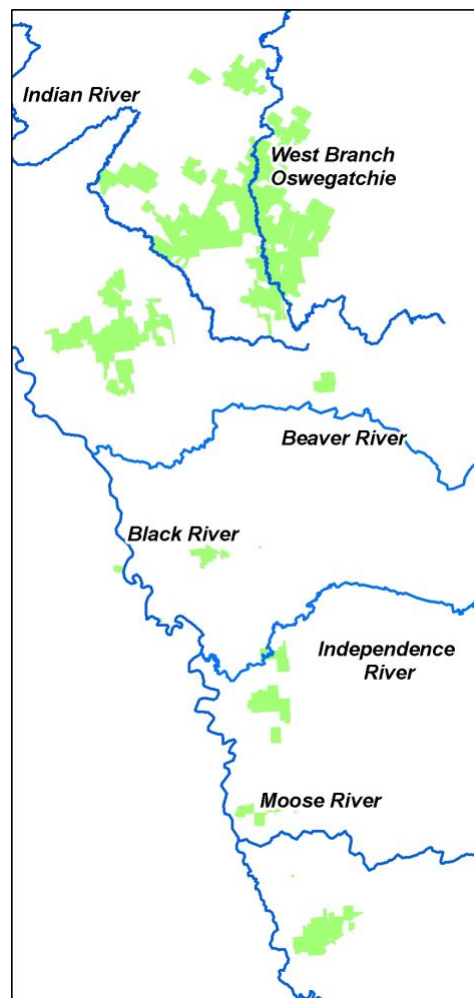 Indian River
West Branch
Oswegatchie
Beaver River
Black River
Independence
River
Moose River